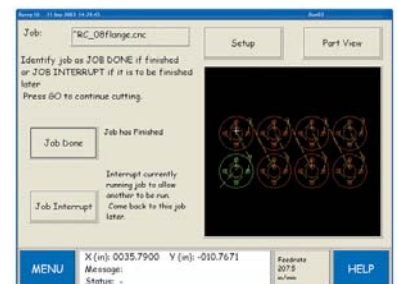 Job:
"RC_08flange.cnc
Setup
Part View
Identify job as JOB DONE if finished
or JOB INTERRUPT if it is to be finished
later
Press GO to continue cutting.
Job Done
Job has Finished
Job Interrupt
Interrupt currently
running job to allow
another to be run.
Come back to this job
later.
MENU
X (in): 0035.7900 Y (in): -010.7671
Message:
Status: -
Feedrate
207.5
in/min
HELP